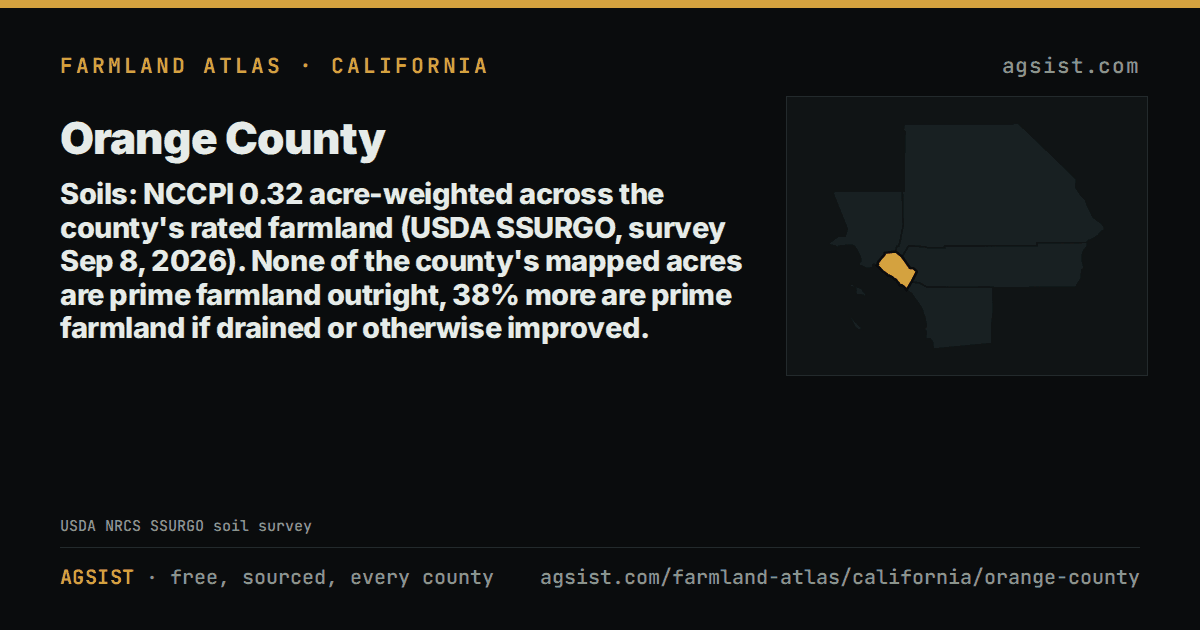 FARMLAND ATLAS · CALIFORNIA
agsist.com
Orange County
Soils: NCCPI 0.32 acre-weighted across the
county's rated farmland (USDA SSURGO, survey
Sep 8, 2026). None of the county's mapped acres
are prime farmland outright, 38% more are prime
farmland if drained or otherwise improved.
USDA NRCS SSURGO soil survey
AGSIST · free, sourced, every county
agsist.com/farmland-atlas/california/orange-county